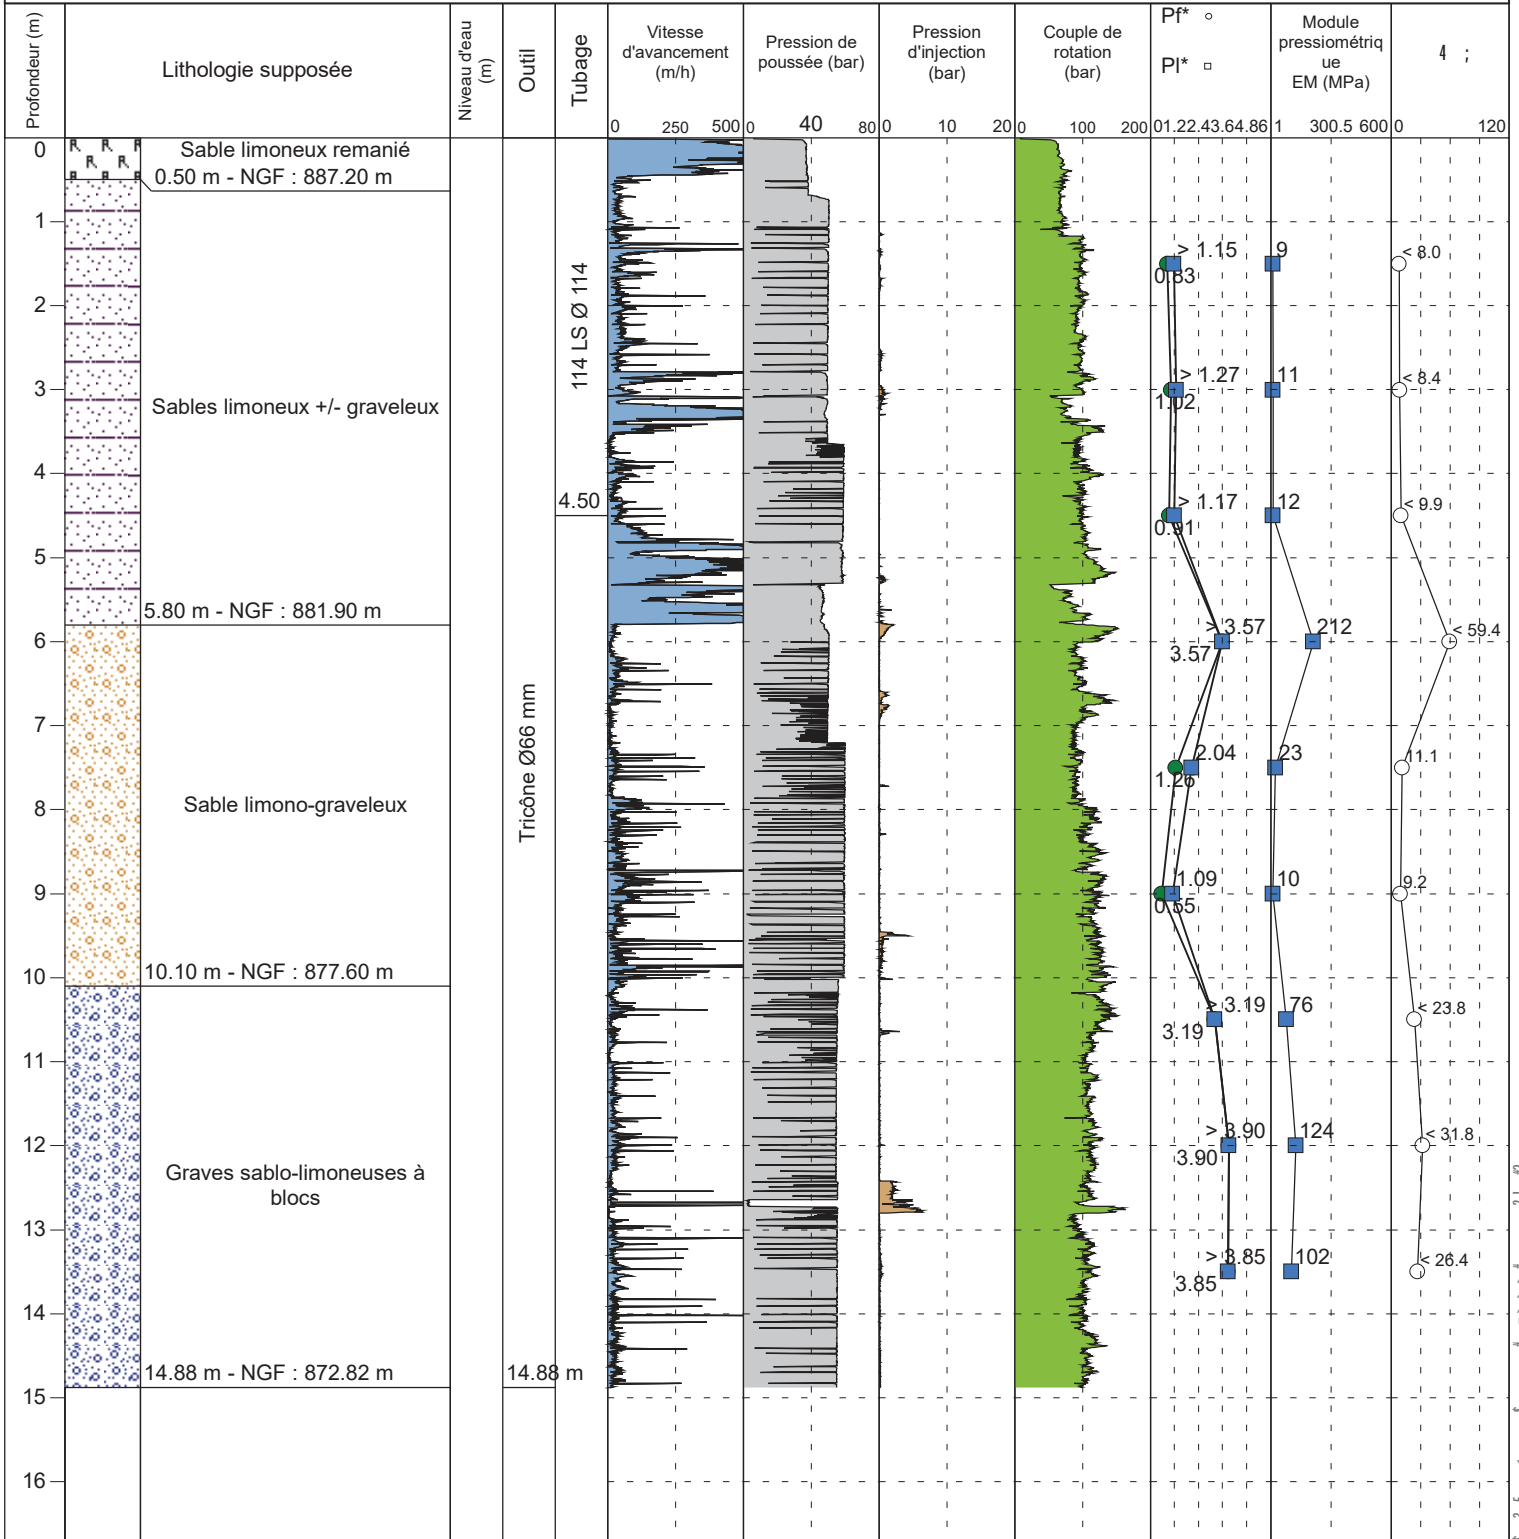 Profondeur (m)
Lithologie supposée
Niveau d'eau
(m)
Outil
Tubage
Vitesse
d'avancement
(m/h)
Pression de
poussée (bar)
Pression
d'injection
(bar)
Couple de
rotation
(bar)
Pf*
Pl*
Module
pressiométriq
ue
EM (MPa)
4 ;
0 250 500
0 40 80
0 10 20
0 100 200
01.22.43.64.86
1 300.5 600
0 120
0
1
2
3
4
5
6
7
8
9
10
11
12
13
14
15
16
Sable limoneux remanié
0.50 m - NGF : 887.20 m
Sables limoneux +/- graveleux
5.80 m - NGF : 881.90 m
Sable limono-graveleux
10.10 m - NGF : 877.60 m
Graves sablo-limoneuses à
blocs
14.88 m - NGF : 872.82 m
Tricône Ø66 mm
14.88 m
114 LS Ø 114
4.50
> 1.15
0.83
9
< 8.0
> 1.27
1.02
11
< 8.4
> 1.17
0.91
12
< 9.9
> 3.57
3.57
212
< 59.4
2.04
1.26
23
11.1
1.09
0.55
10
9.2
> 3.19
3.19
76
< 23.8
> 3.90
3.90
124
< 31.8
> 3.85
3.85
102
< 26.4